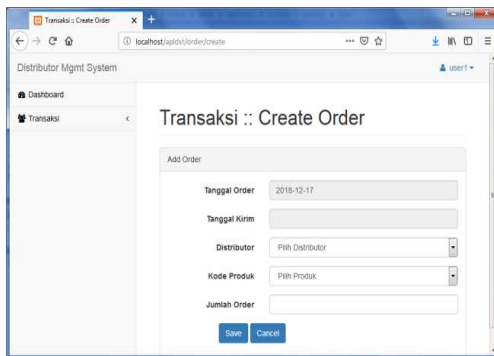 Transaksi :: Create Order
localhost/apldst/order/create
Distributor Mgmt System
user1
Dashboard
Transaksi
Transaksi :: Create Order
Add Order
Tanggal Order 2018-12-17
Tanggal Kirim
Distributor Pilih Distributor
Kode Produk Pilih Produk
Jumlah Order
Save Cancel